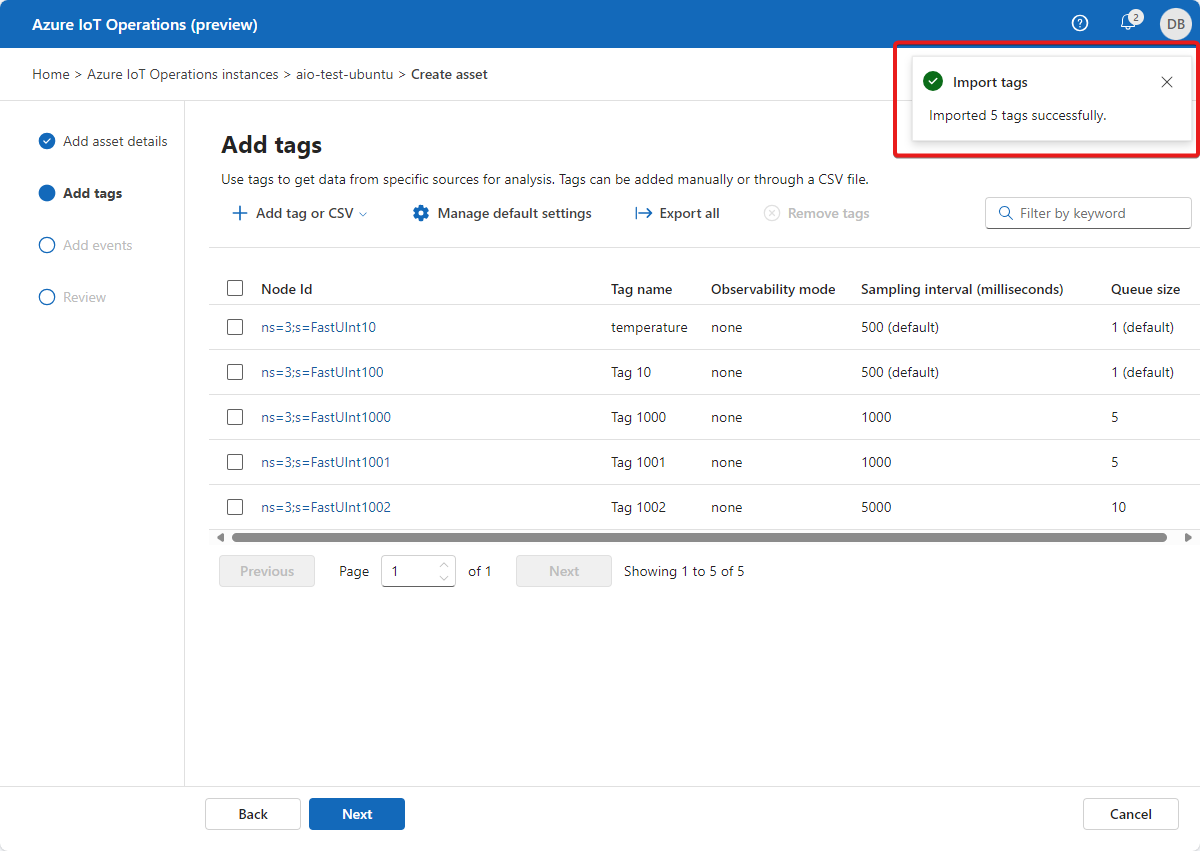 Azure IoT Operations (preview)
2
DB
Home > Azure IoT Operations instances > aio-test-ubuntu > Create asset
Import tags
Imported 5 tags successfully.
Add asset details
Add tags
Add events
Review
Add tags
Use tags to get data from specific sources for analysis. Tags can be added manually or through a CSV file.
Add tag or CSV Manage default settings Export all Remove tags Filter by keyword
Node Id Tag name Observability mode Sampling interval (milliseconds) Queue size
ns=3;s=FastUInt10 temperature none 500 (default) 1 (default)
ns=3;s=FastUInt100 Tag 10 none 500 (default) 1 (default)
ns=3;s=FastUInt1000 Tag 1000 none 1000 5
ns=3;s=FastUInt1001 Tag 1001 none 1000 5
ns=3;s=FastUInt1002 Tag 1002 none 5000 10
Previous Page 1 of 1 Next Showing 1 to 5 of 5
Back Next Cancel